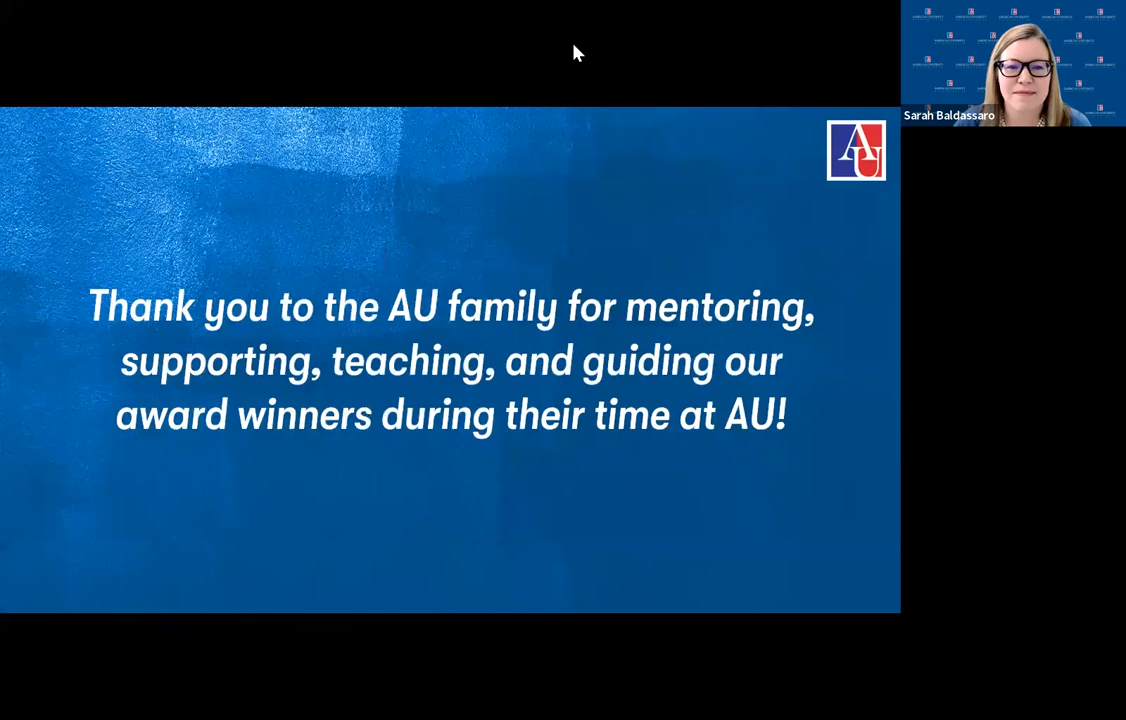 AU
Sarah Baldassaro
Thank you to the AU family for mentoring,
supporting, teaching, and guiding our
award winners during their time at AU!